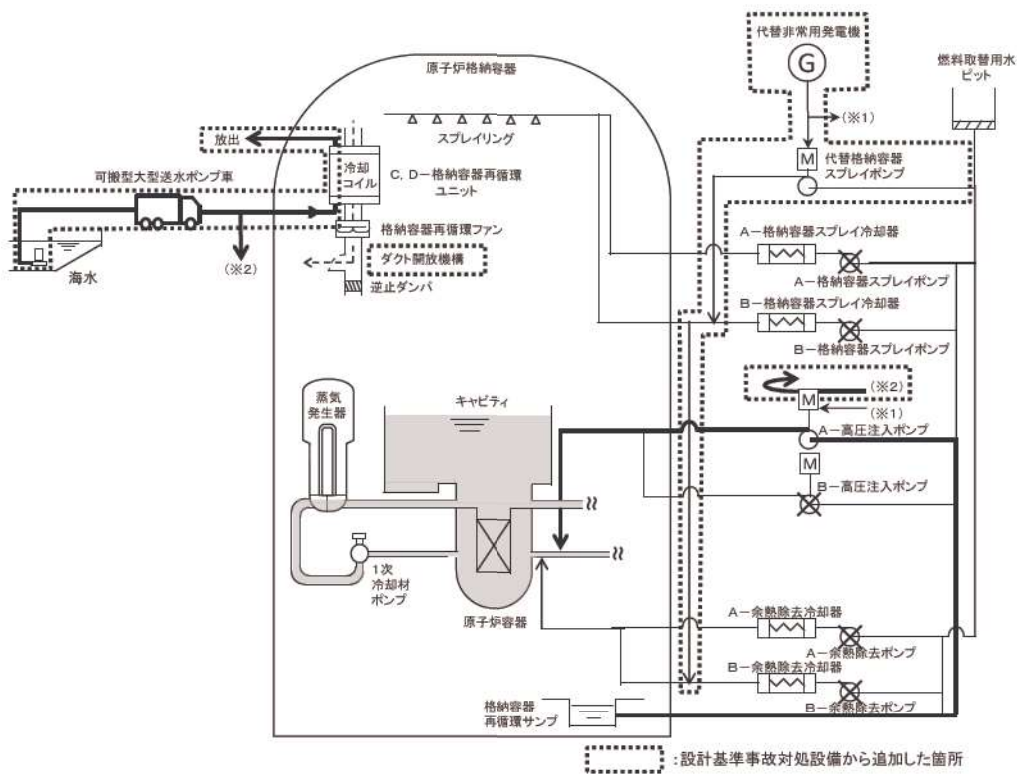 代替非常用発電機
G
(※1)
M
代替格納容器
スプレイポンプ
燃料取替用水
ピット
原子炉格納容器
スプレイリング
放出
冷却
コイル
C, D－格納容器再循環
ユニット
可搬型大型送水ポンプ車
格納容器再循環ファン
(※2)
海水
ダクト開放機構
逆止ダンパ
A－格納容器スプレイ冷却器
A－格納容器スプレイポンプ
B－格納容器スプレイ冷却器
B－格納容器スプレイポンプ
(※2)
M
(※1)
A－高圧注入ポンプ
M
B－高圧注入ポンプ
蒸気
発生器
キャビティ
1次
冷却材
ポンプ
原子炉容器
A－余熱除去冷却器
A－余熱除去ポンプ
B－余熱除去冷却器
B－余熱除去ポンプ
格納容器
再循環サンプ
：設計基準事故対処設備から追加した箇所